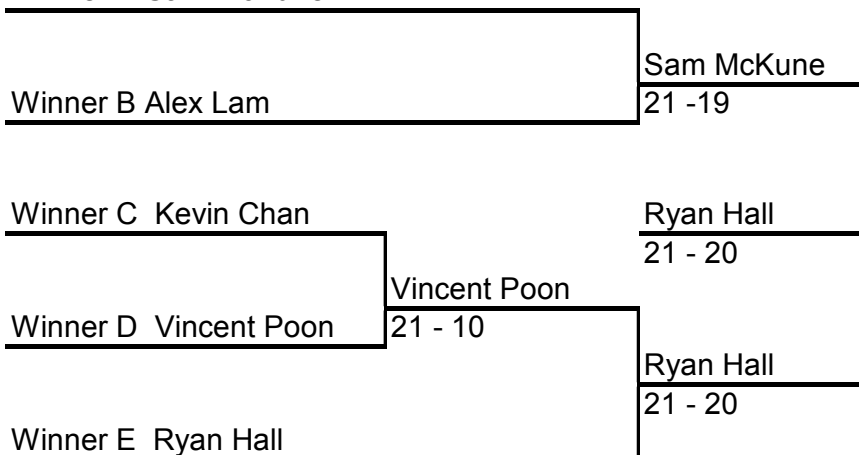 Sam McKune
Winner B Alex Lam
21 -19
Winner C  Kevin Chan
Ryan Hall
21 - 20
Vincent Poon
Winner D  Vincent Poon
21 - 10
Ryan Hall
21 - 20
Winner E  Ryan Hall